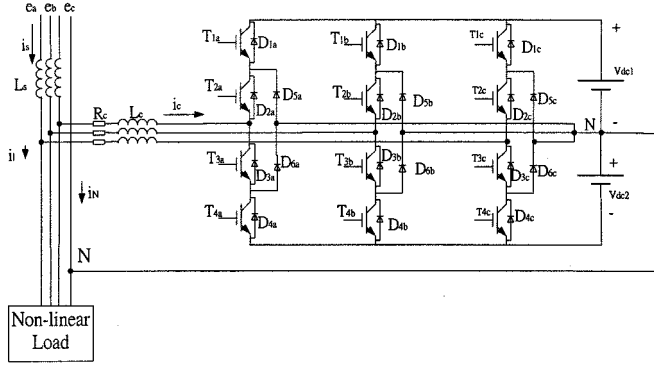 ea eb ec
is
Ls
Rc Lc ic
il
iN
N
Non-linear
Load
T1a D1a
T2a D2a D5a
T3a D3a D6a
T4a D4a
T1b D1b
T2b D2b D5b
T3b D3b D6b
T4b D4b
T1c D1c
T2c D2c D5c
T3c D3c D6c
T4c D4c
+
Vdc1
-
N
+
Vdc2
-